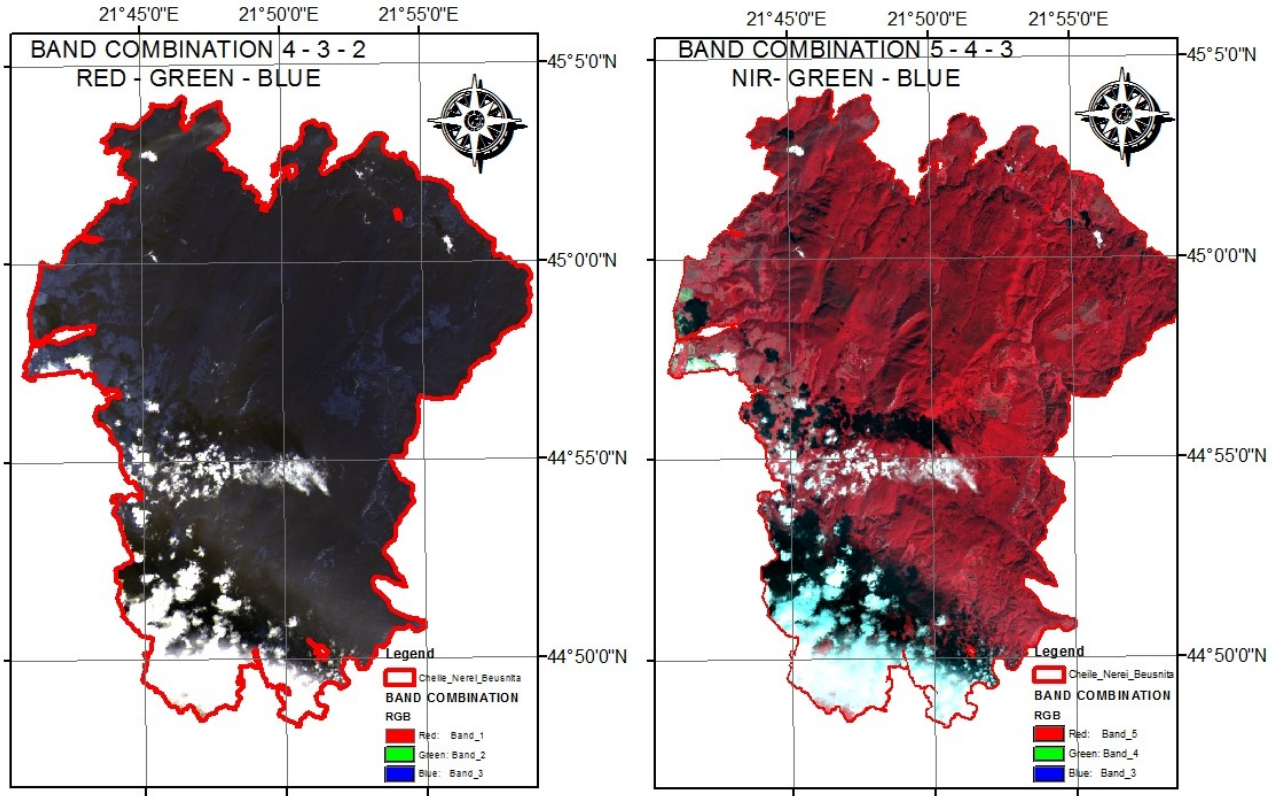 21°45'0"E 21°50'0"E 21°55'0"E
BAND COMBINATION 4 - 3 - 2
RED - GREEN - BLUE
45°5'0"N
45°0'0"N
44°55'0"N
44°50'0"N
Legend
Cheile_Nerei_Beusnita
BAND COMBINATION
RGB
Red: Band_1
Green: Band_2
Blue: Band_3
21°45'0"E 21°50'0"E 21°55'0"E
BAND COMBINATION 5 - 4 - 3
NIR- GREEN - BLUE
45°5'0"N
45°0'0"N
44°55'0"N
44°50'0"N
Legend
Cheile_Nerei_Beusnita
BAND COMBINATION
RGB
Red: Band_5
Green: Band_4
Blue: Band_3